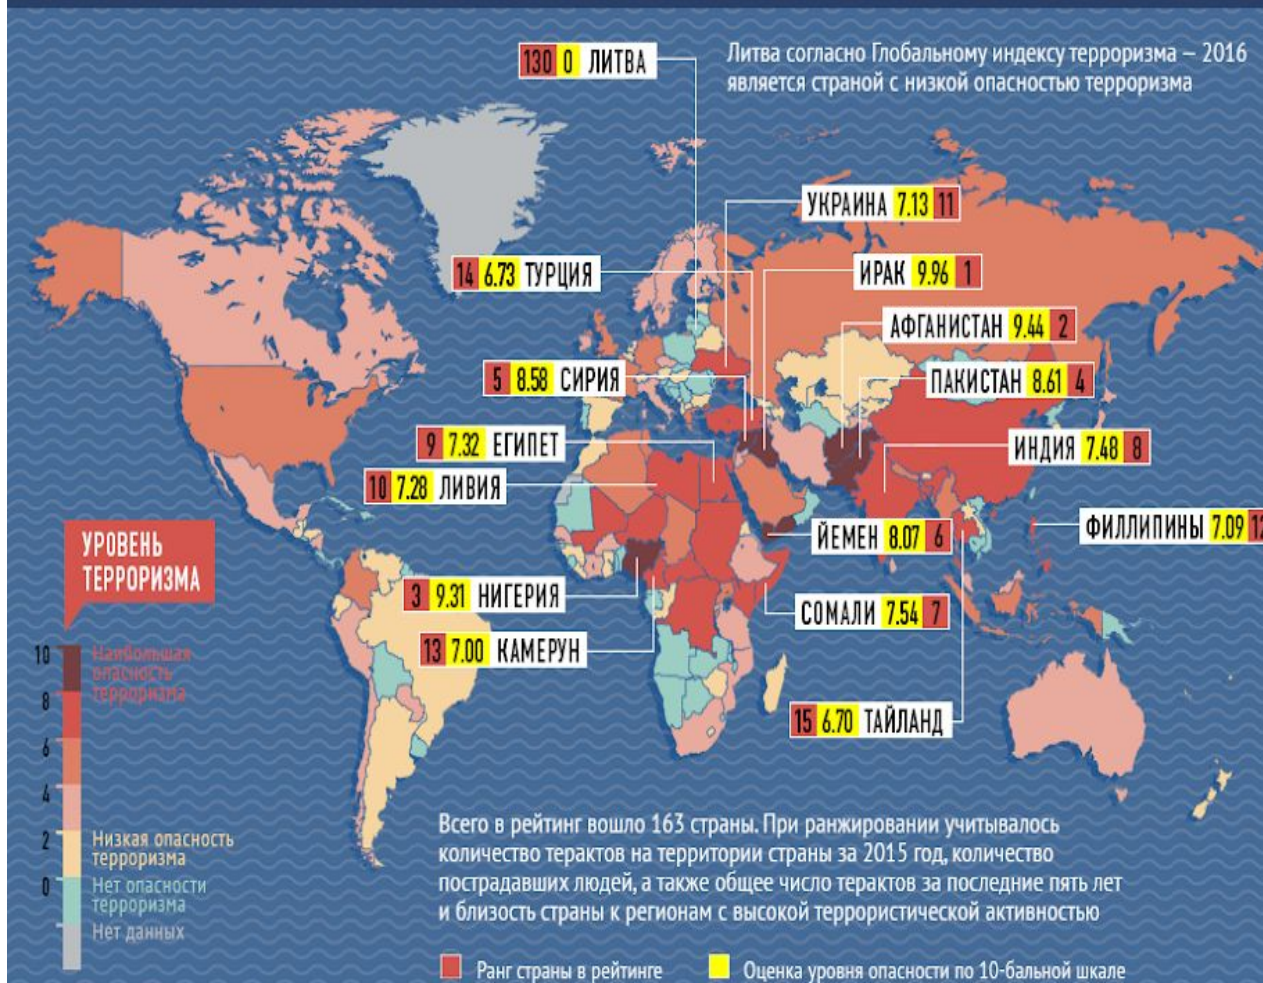 130 0 ЛИТВА
Литва согласно Глобальному индексу терроризма — 2016
является страной с низкой опасностью терроризма
УКРАИНА 7.13 11
14 6.73 ТУРЦИЯ
ИРАК 9.96 1
АФГАНИСТАН 9.44 2
5 8.58 СИРИЯ
ПАКИСТАН 8.61 4
9 7.32 ЕГИПЕТ
ИНДИЯ 7.48 8
10 7.28 ЛИВИЯ
ФИЛЛИПИНЫ 7.09 12
ЙЕМЕН 8.07 6
3 9.31 НИГЕРИЯ
СОМАЛИ 7.54 7
13 7.00 КАМЕРУН
15 6.70 ТАЙЛАНД
УРОВЕНЬ
ТЕРРОРИЗМА
10
Наибольшая
опасность
терроризма
8
6
4
2
Низкая опасность
терроризма
0
Нет опасности
терроризма
Нет данных
Всего в рейтинг вошло 163 страны. При ранжировании учитывалось
количество терактов на территории страны за 2015 год, количество
пострадавших людей, а также общее число терактов за последние пять лет
и близость страны к регионам с высокой террористической активностью
Ранг страны в рейтинге
Оценка уровня опасности по 10-бальной шкале